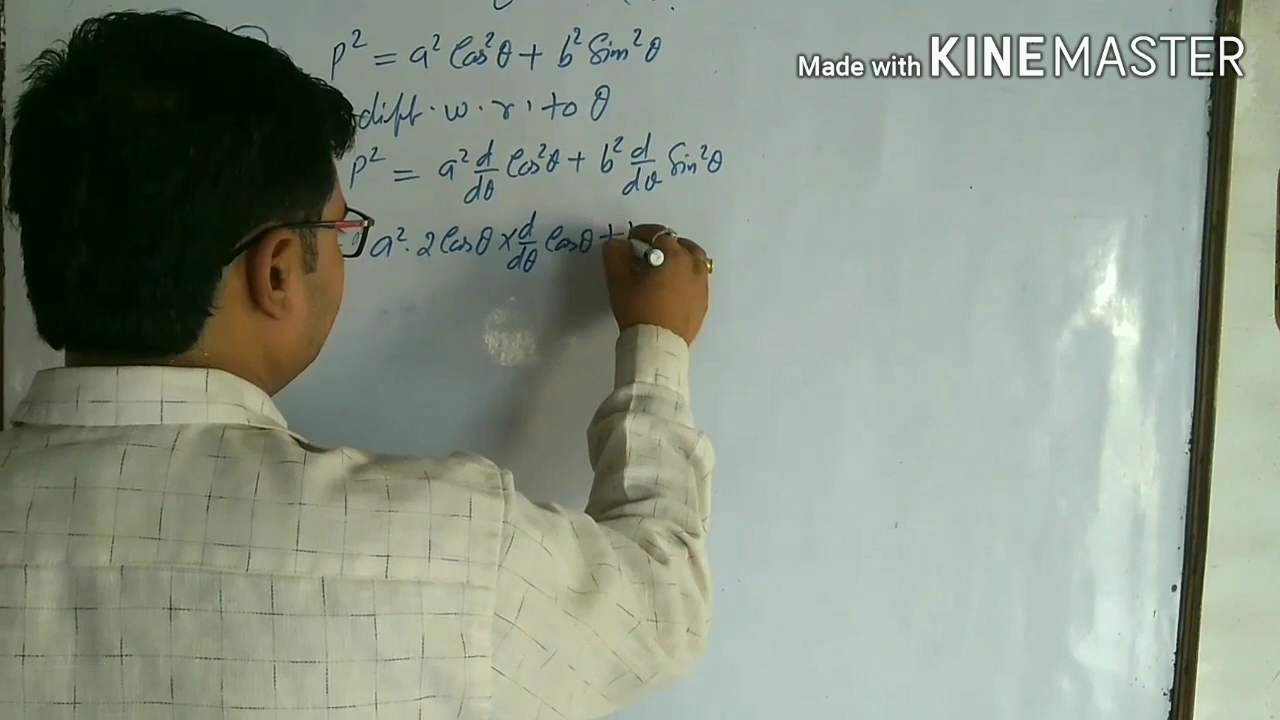 Made with KINEMASTER
P² = a² Cos²θ + b² Sin²θ
diff. w. r. to θ
P² = a² d/dθ Cos²θ + b² d/dθ Sin²θ
a². 2 Cosθ × d/dθ Cosθ +